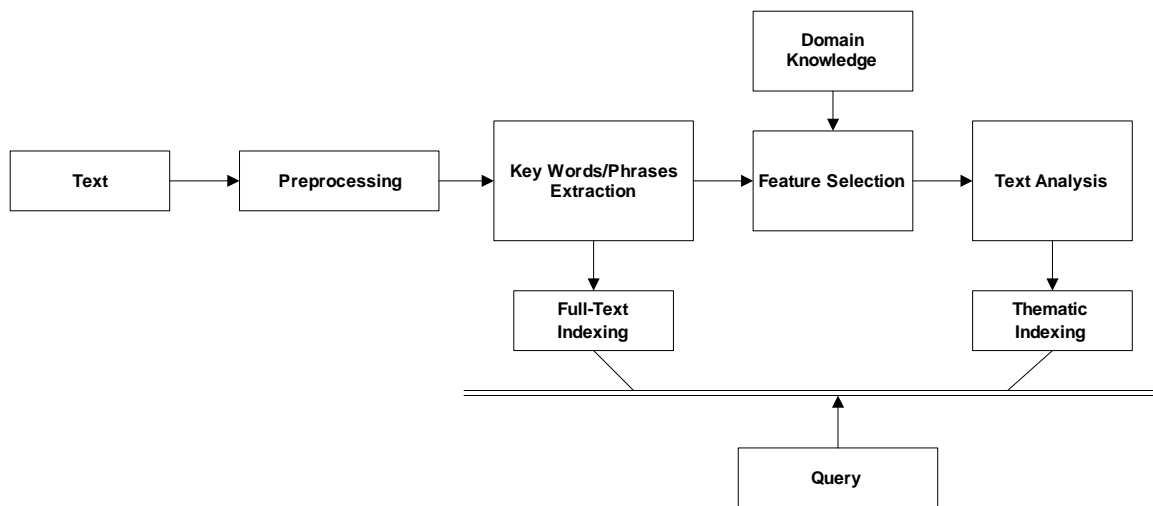 Domain
Knowledge
Text
Preprocessing
Key Words/Phrases
Extraction
Feature Selection
Text Analysis
Full-Text
Indexing
Thematic
Indexing
Query